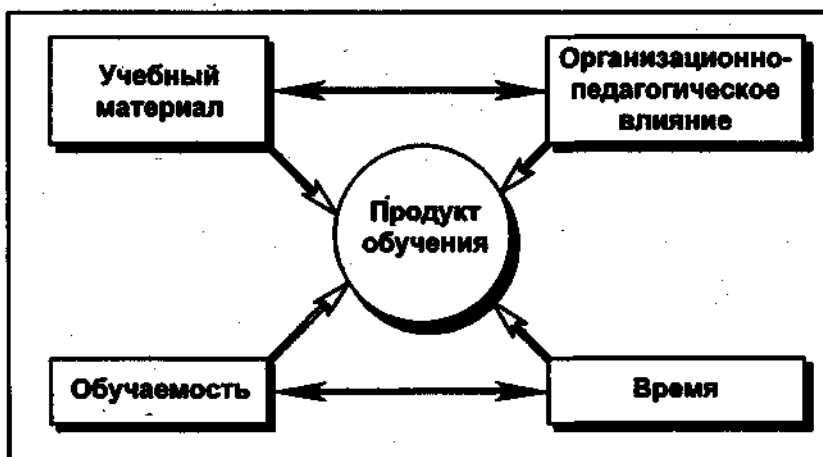 Учебный
материал
Организационно-
педагогическое
влияние
Продукт
обучения
Обучаемость
Время